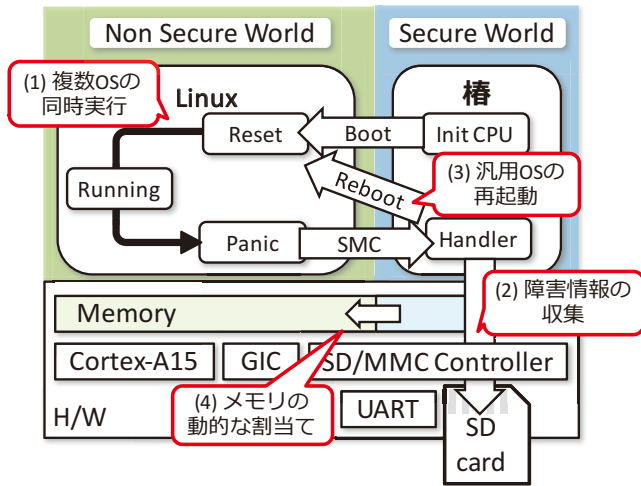 Non Secure World
Secure World
(1) 複数OSの
同時実行
Linux
椿
Reset
Boot
Init CPU
Reboot
(3) 汎用OSの
再起動
Running
Panic
SMC
Handler
(2) 障害情報の
収集
Memory
Cortex-A15
GIC
SD/MMC Controller
(4) メモリの
動的な割当て
UART
H/W
SD
card